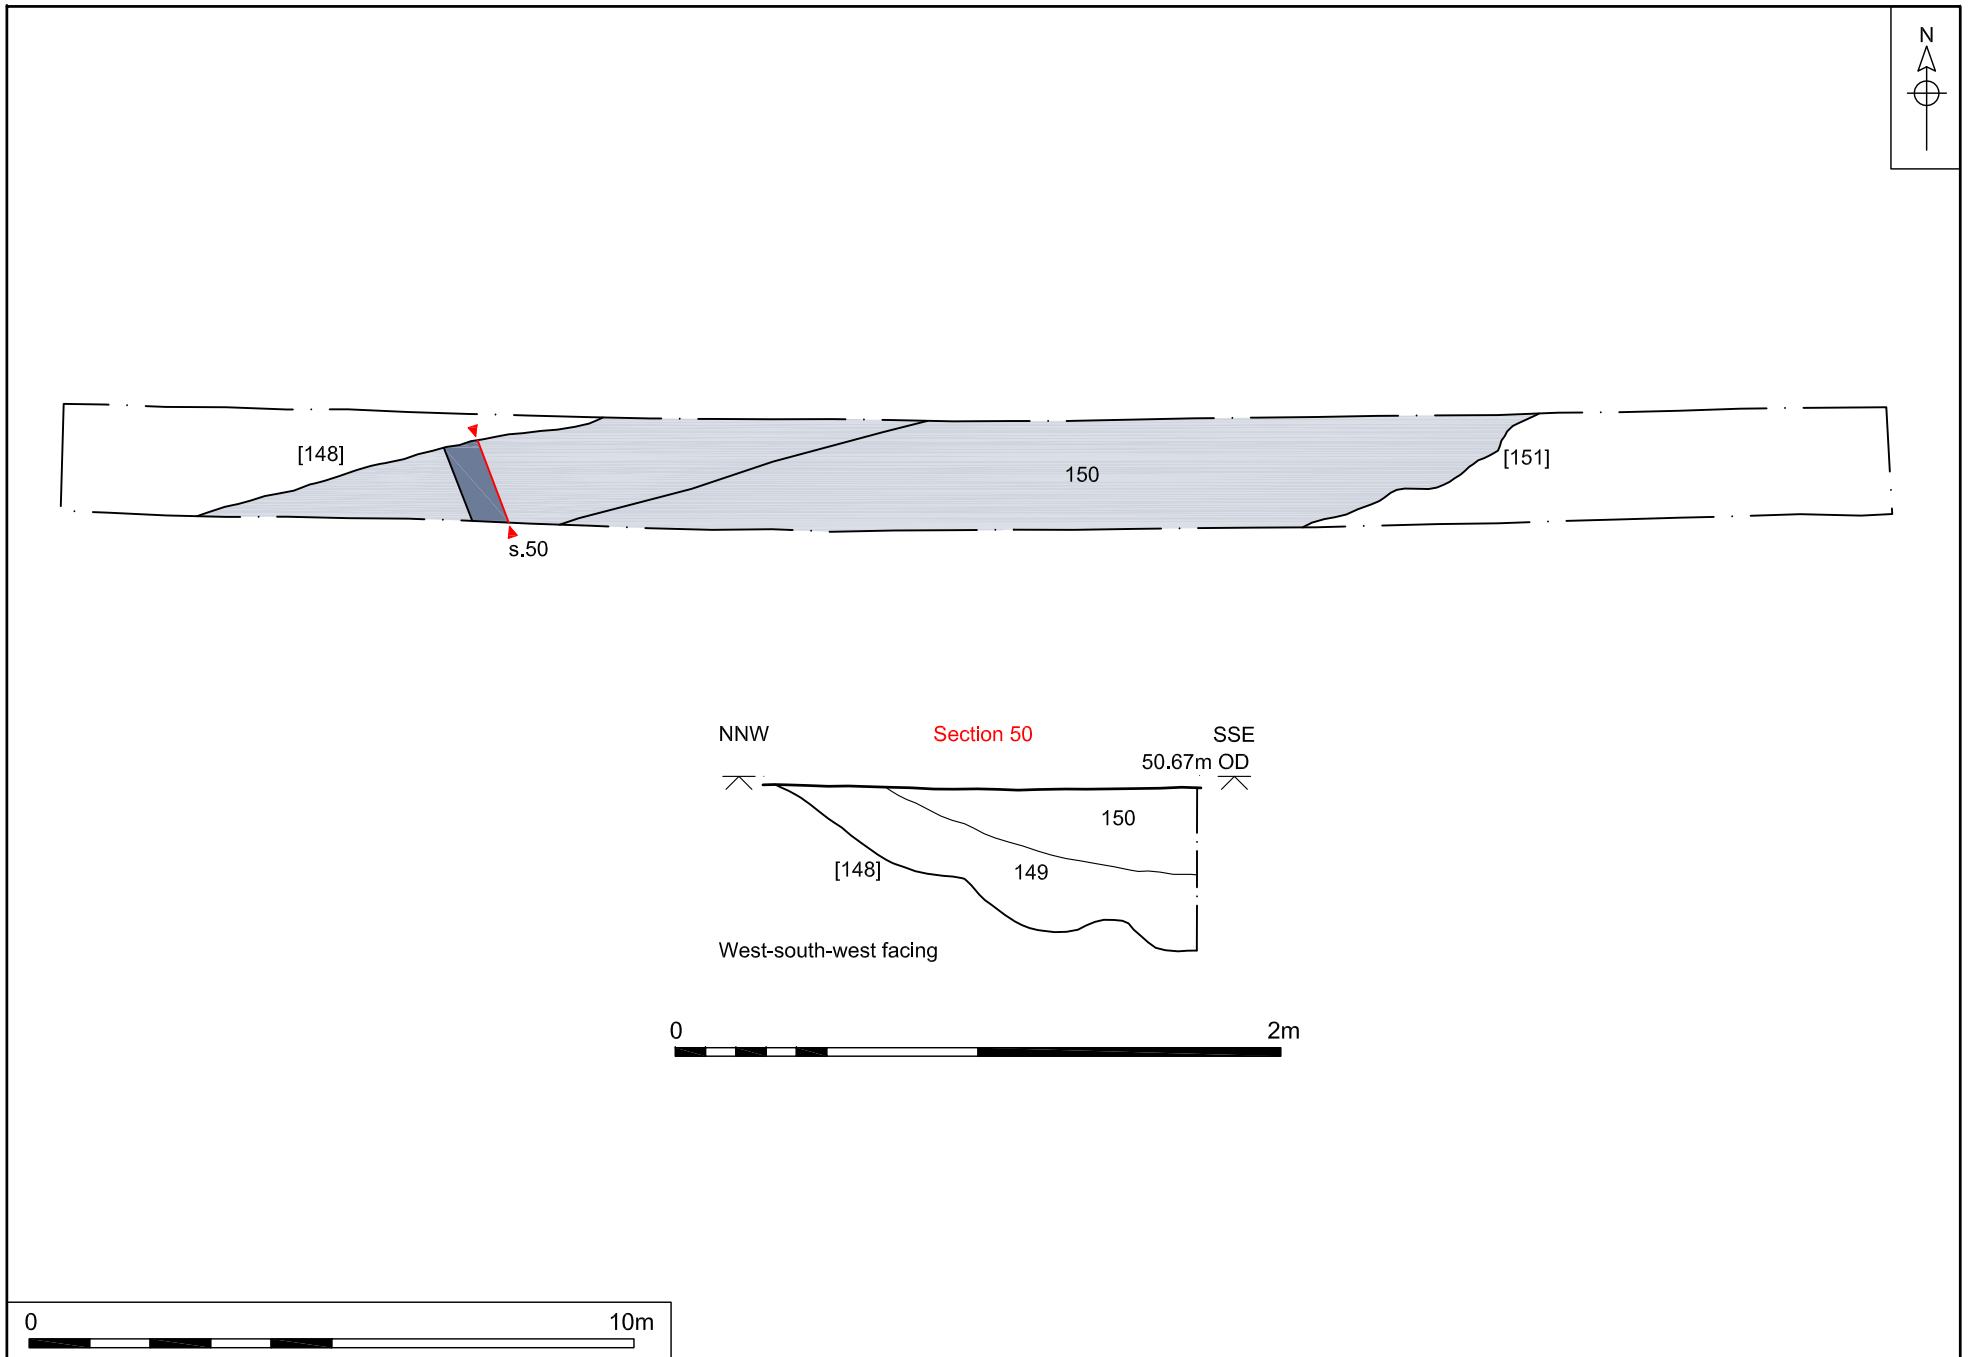 N
[148]
150
[151]
s.50
NNW Section 50 SSE
50.67m OD
150
[148]
149
West-south-west facing
0 2m
0 10m